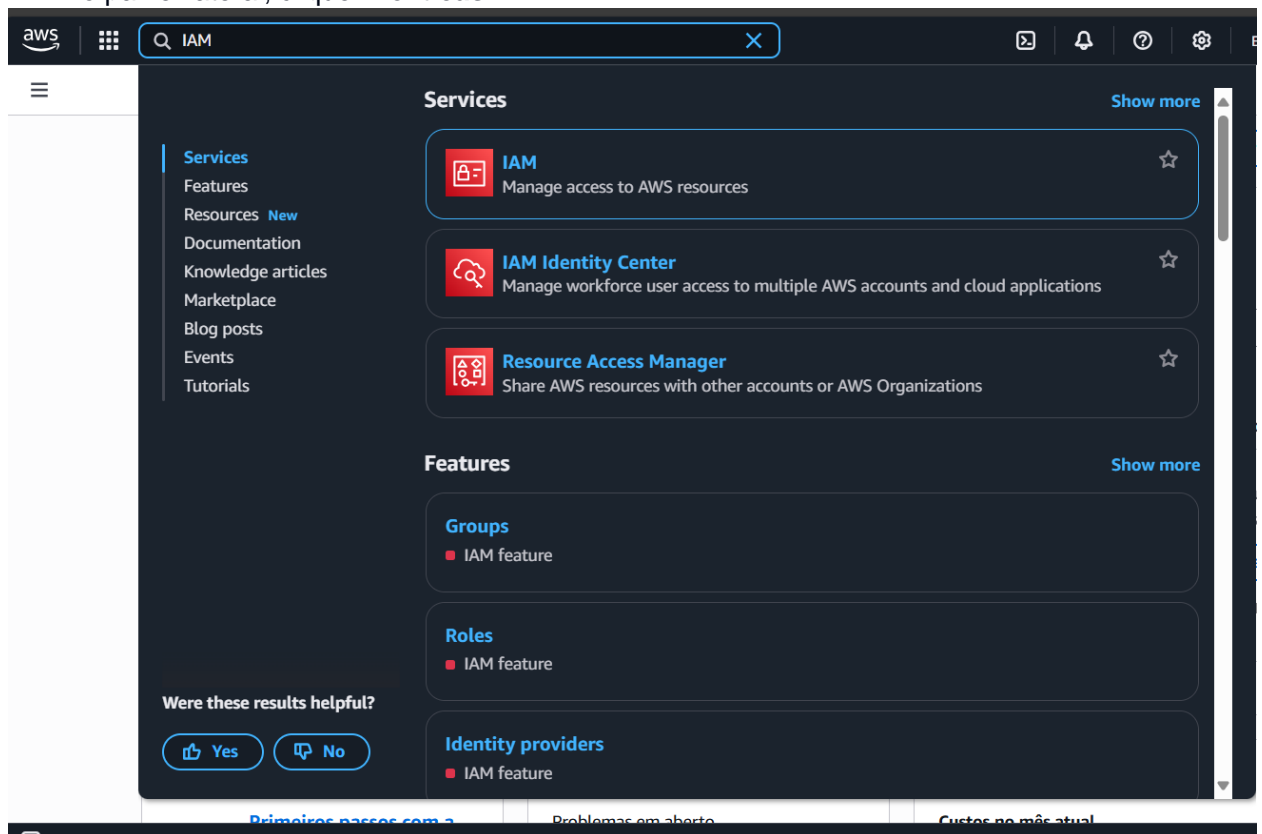 aws
IAM
Services
Show more
Services
Features
Resources New
Documentation
Knowledge articles
Marketplace
Blog posts
Events
Tutorials
IAM
Manage access to AWS resources
IAM Identity Center
Manage workforce user access to multiple AWS accounts and cloud applications
Resource Access Manager
Share AWS resources with other accounts or AWS Organizations
Features
Show more
Groups
IAM feature
Roles
IAM feature
Identity providers
IAM feature
Were these results helpful?
Yes
No
Primeiros passos com a
Problemas em aberto
Custos no mês atual